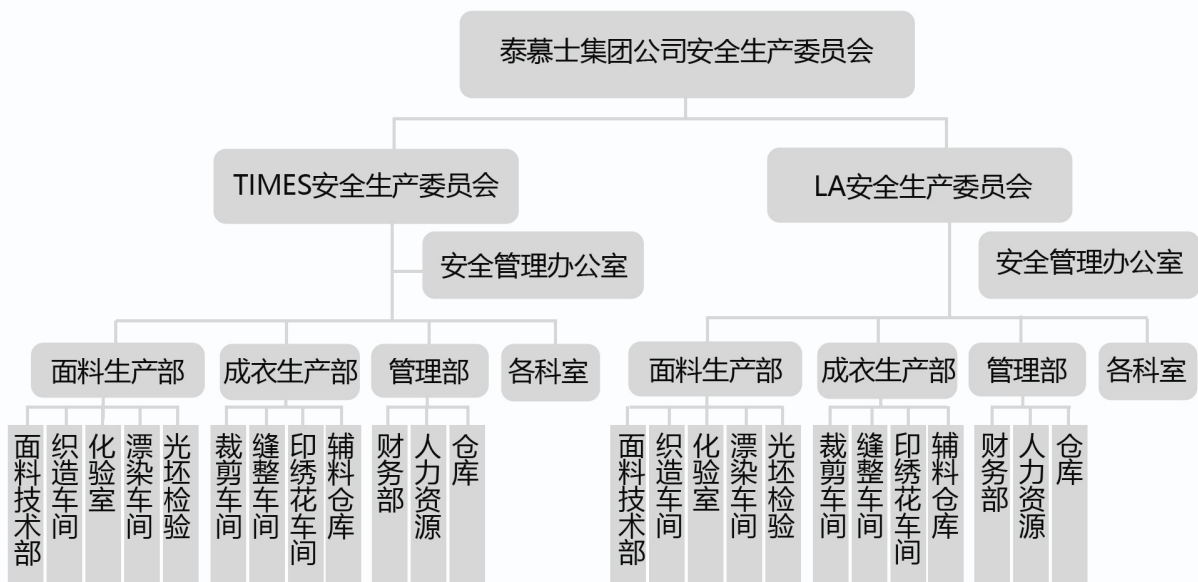 泰慕士集团公司安全生产委员会
TIMES安全生产委员会
LA安全生产委员会
安全管理办公室
安全管理办公室
面料生产部
成衣生产部
管理部
各科室
面料生产部
成衣生产部
管理部
各科室
面料技术部
织造车间
化验室
漂染车间
光坯检验
裁剪车间
缝整车间
印绣花车间
辅料仓库
财务部
人力资源
仓库
面料技术部
织造车间
化验室
漂染车间
光坯检验
裁剪车间
缝整车间
印绣花车间
辅料仓库
财务部
人力资源
仓库